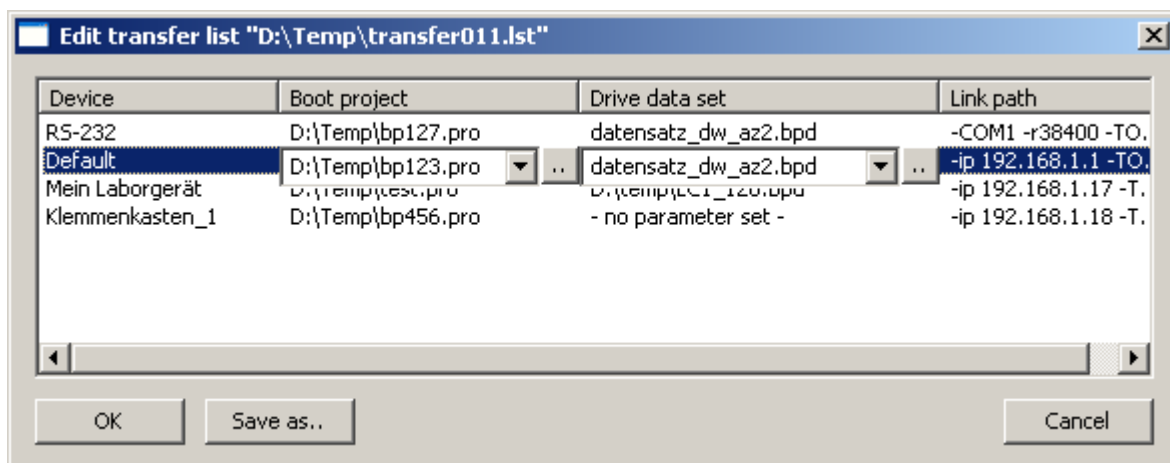 Edit transfer list "D:\Temp\transfer011.lst"
Device Boot project Drive data set Link path
RS-232 D:\Temp\bp127.pro datensatz_dw_az2.bpd -COM1 -r38400 -TO.
Default D:\Temp\bp123.pro .. datensatz_dw_az2.bpd .. -ip 192.168.1.1 -TO.
Mein Laborgerät D:\Temp\test.pro -ip 192.168.1.17 -T.
Klemmenkasten_1 D:\Temp\bp456.pro - no parameter set - -ip 192.168.1.18 -T.
OK Save as.. Cancel